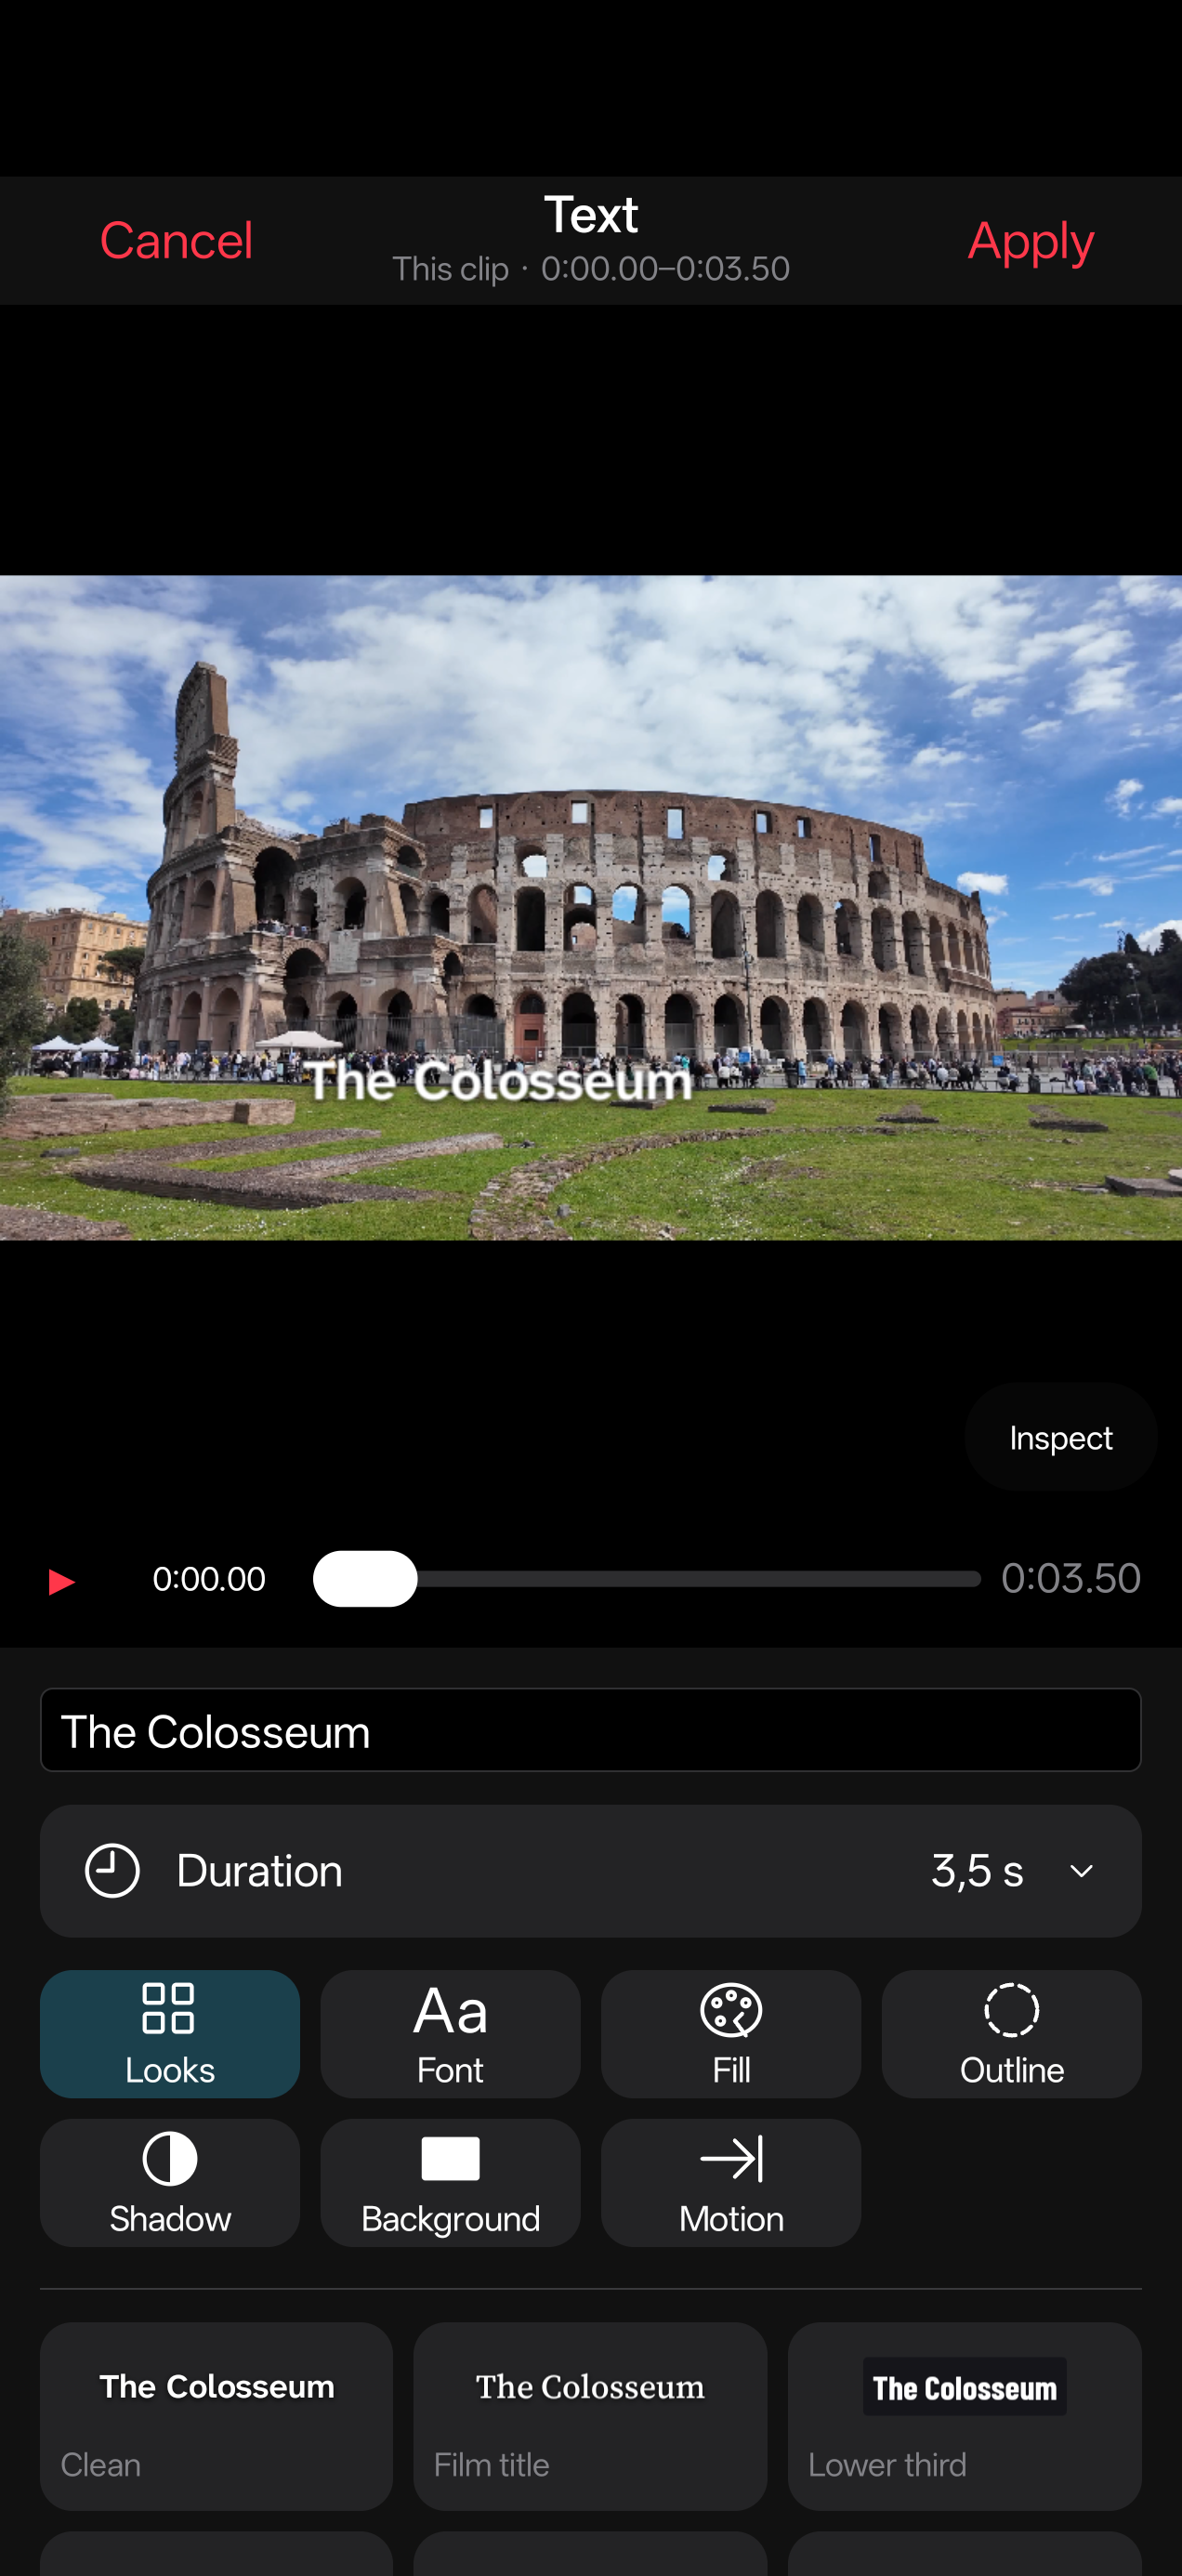 Cancel
Text
Apply
This clip · 0:00.00–0:03.50
The Colosseum
Inspect
0:00.00
0:03.50
The Colosseum
Duration
3,5 s
Looks
Aa
Font
Fill
Outline
Shadow
Background
Motion
The Colosseum
The Colosseum
The Colosseum
Clean
Film title
Lower third